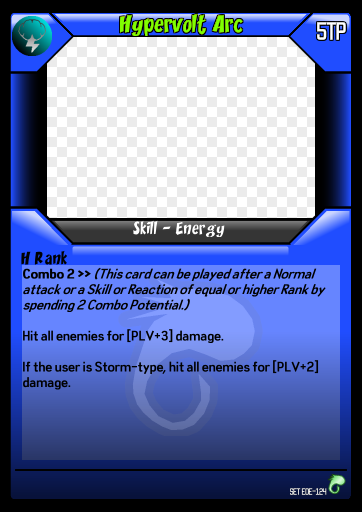 Hypervolt Arc
5TP
Skill - Energy
H Rank
Combo 2 >> (This card can be played after a Normal
attack or a Skill or Reaction of equal or higher Rank by
spending 2 Combo Potential.)
Hit all enemies for [PLV+3] damage.
If the user is Storm-type, hit all enemies for [PLV+2]
damage.
SET EOE-124